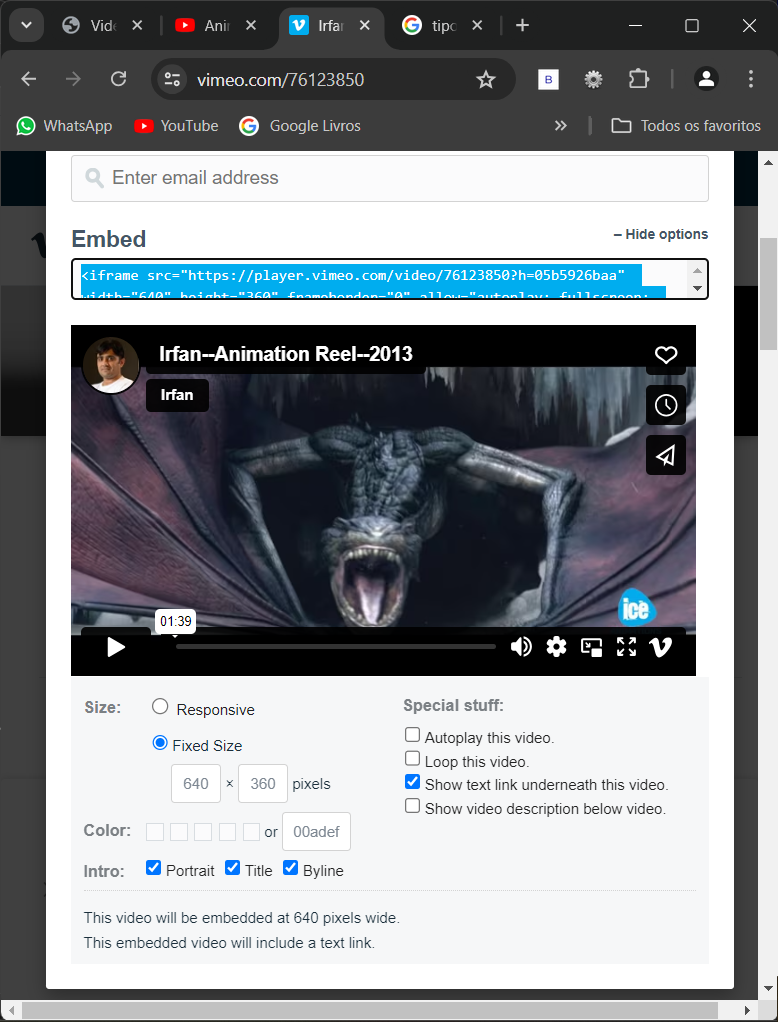 Vide
Anir
Irfar
tipo
vimeo.com/76123850
B
WhatsApp
YouTube
Google Livros
Todos os favoritos
Enter email address
Embed
– Hide options
<iframe src="https://player.vimeo.com/video/76123850?h=05b5926baa"
width="640" height="360" frameborder="0" allow="autoplay; fullscreen;
Irfan--Animation Reel--2013
Irfan
ice
01:39
Size:
Responsive
Fixed Size
640 × 360 pixels
Color:
or 00adef
Intro:
Portrait Title Byline
Special stuff:
Autoplay this video.
Loop this video.
Show text link underneath this video.
Show video description below video.
This video will be embedded at 640 pixels wide.
This embedded video will include a text link.